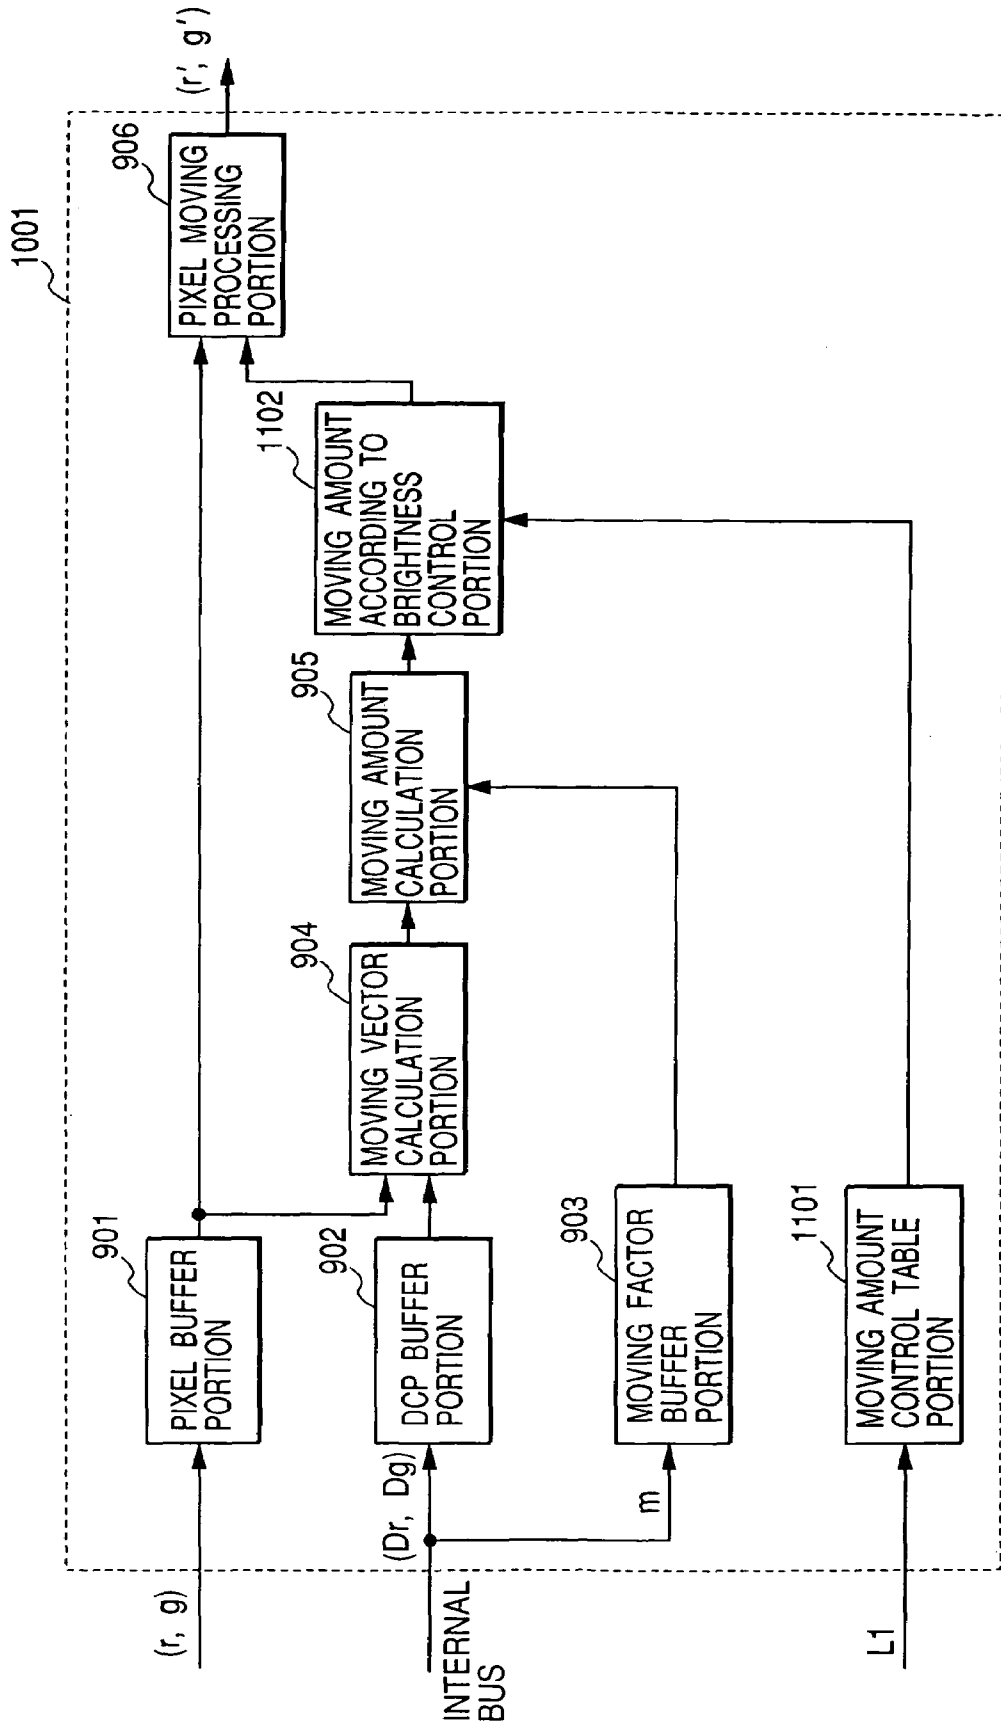 1001
(r, g)
901
PIXEL BUFFER
PORTION
906
PIXEL MOVING
PROCESSING
PORTION
(r', g')
INTERNAL
BUS
(Dr, Dg)
902
DCP BUFFER
PORTION
904
MOVING VECTOR
CALCULATION
PORTION
905
MOVING AMOUNT
CALCULATION
PORTION
1102
MOVING AMOUNT
ACCORDING TO
BRIGHTNESS
CONTROL
PORTION
m
903
MOVING FACTOR
BUFFER
PORTION
L1
1101
MOVING AMOUNT
CONTROL TABLE
PORTION